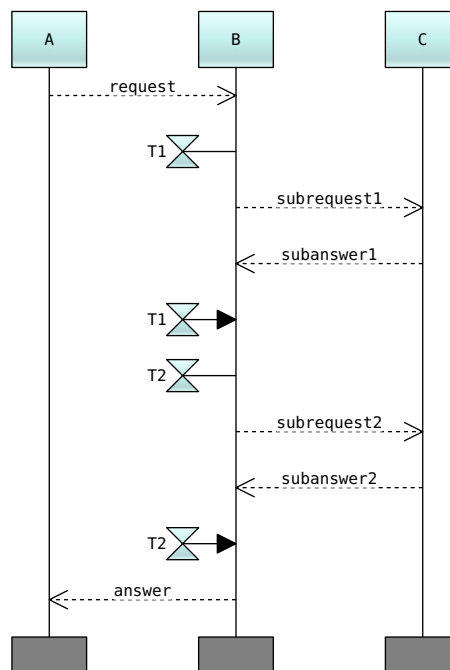 A B C
request
T1
subrequest1
subanswer1
T1
T2
subrequest2
subanswer2
T2
answer